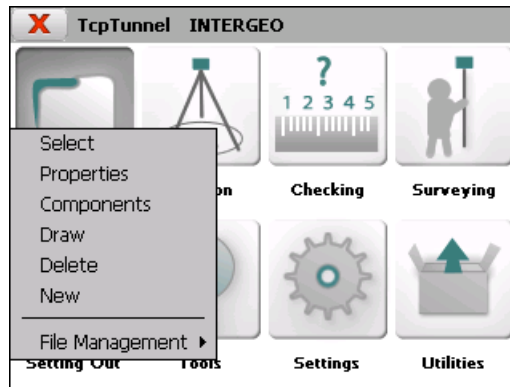 TcpTunnel INTERGEO
?
1 2 3 4 5
Select
Properties
Components
Draw
Delete
New
File Management
on
Checking
Surveying
Setting Out
Tools
Settings
Utilities